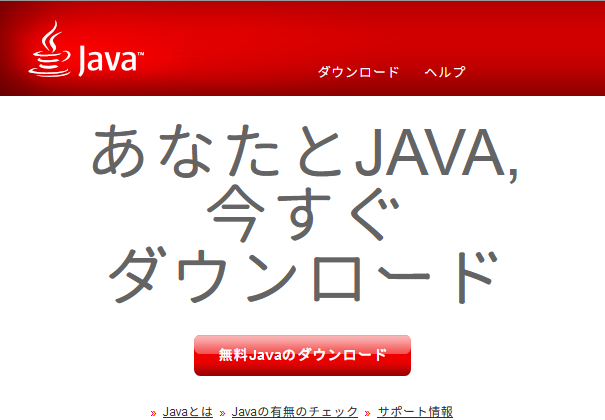 Java™
ダウンロード ヘルプ
あなたとJAVA,
今すぐ
ダウンロード
無料Javaのダウンロード
» Javaとは » Javaの有無のチェック » サポート情報